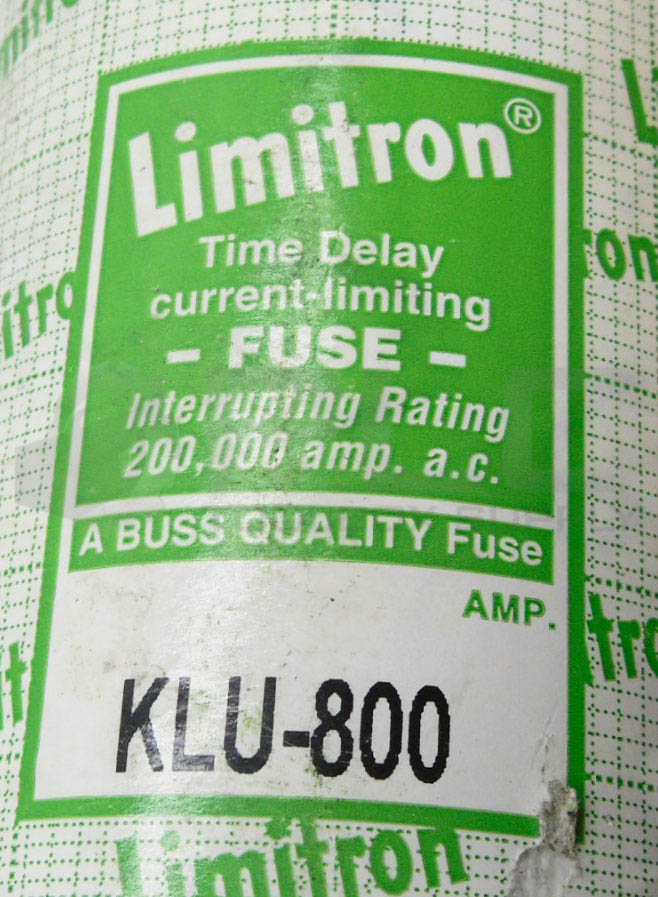 Limitron®
Time Delay
current-limiting
- FUSE -
Interrupting Rating
200,000 amp. a.c.
A BUSS QUALITY Fuse
AMP.
KLU-800
Limitron